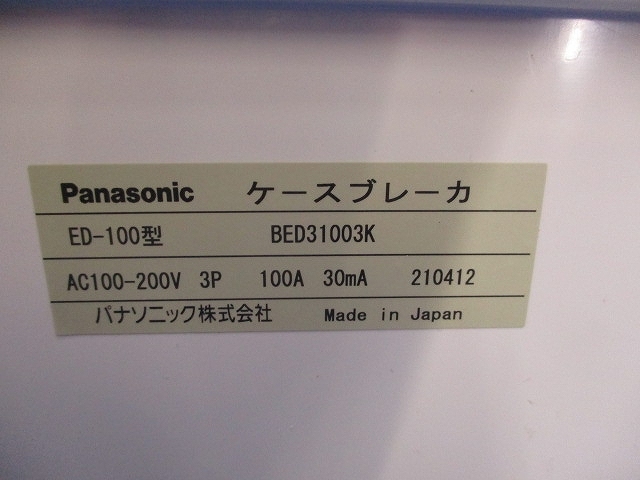 Panasonic ケースブレーカ
ED-100型 BED31003K
AC100-200V 3P 100A 30mA 210412
パナソニック株式会社 Made in Japan